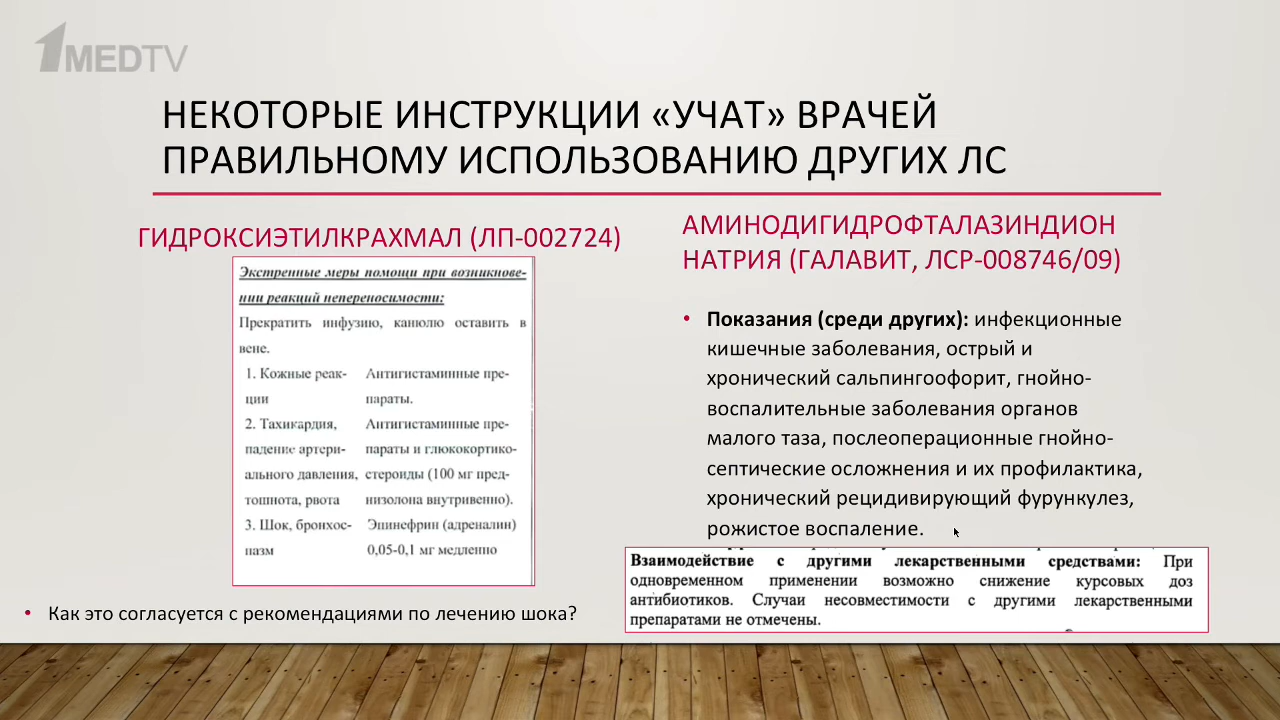 1MEDTV
НЕКОТОРЫЕ ИНСТРУКЦИИ «УЧАТ» ВРАЧЕЙ
ПРАВИЛЬНОМУ ИСПОЛЬЗОВАНИЮ ДРУГИХ ЛС
ГИДРОКСИЭТИЛКРАХМАЛ (ЛП-002724)
Экстренные меры помощи при возникнове-
нии реакций непереносимости:
Прекратить инфузию, канюлю оставить в
вене.
1. Кожные реак- Антигистаминные пре-
ции параты.
2. Тахикардия, Антигистаминные пре-
падение артери- параты и глюкокортико-
ального давления, стероиды (100 мг пред-
тошнота, рвота низолона внутривенно).
3. Шок, бронхос- Эпинефрин (адреналин)
пазм 0,05-0,1 мг медленно
• Как это согласуется с рекомендациями по лечению шока?
АМИНОДИГИДРОФТАЛАЗИНДИОН
НАТРИЯ (ГАЛАВИТ, ЛСР-008746/09)
• Показания (среди других): инфекционные
кишечные заболевания, острый и
хронический сальпингоофорит, гнойно-
воспалительные заболевания органов
малого таза, послеоперационные гнойно-
септические осложнения и их профилактика,
хронический рецидивирующий фурункулез,
рожистое воспаление.
Взаимодействие с другими лекарственными средствами: При
одновременном применении возможно снижение курсовых доз
антибиотиков. Случаи несовместимости с другими лекарственными
препаратами не отмечены.